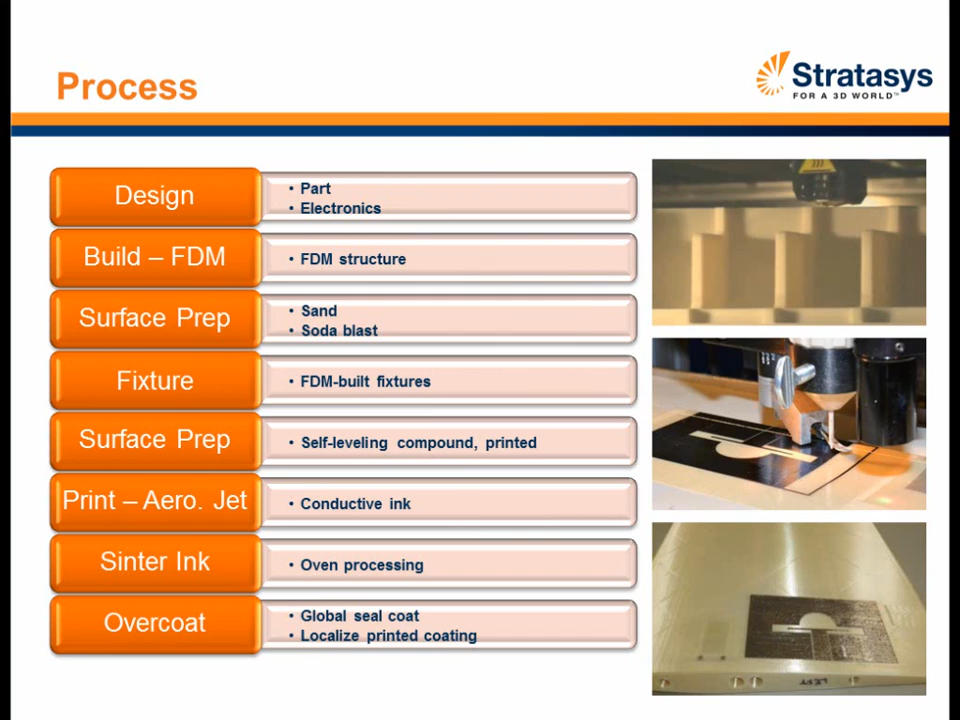 Process
Stratasys
FOR A 3D WORLD™
Design
• Part
• Electronics
Build – FDM
• FDM structure
Surface Prep
• Sand
• Soda blast
Fixture
• FDM-built fixtures
Surface Prep
• Self-leveling compound, printed
Print – Aero. Jet
• Conductive ink
Sinter Ink
• Oven processing
Overcoat
• Global seal coat
• Localize printed coating
LEFT